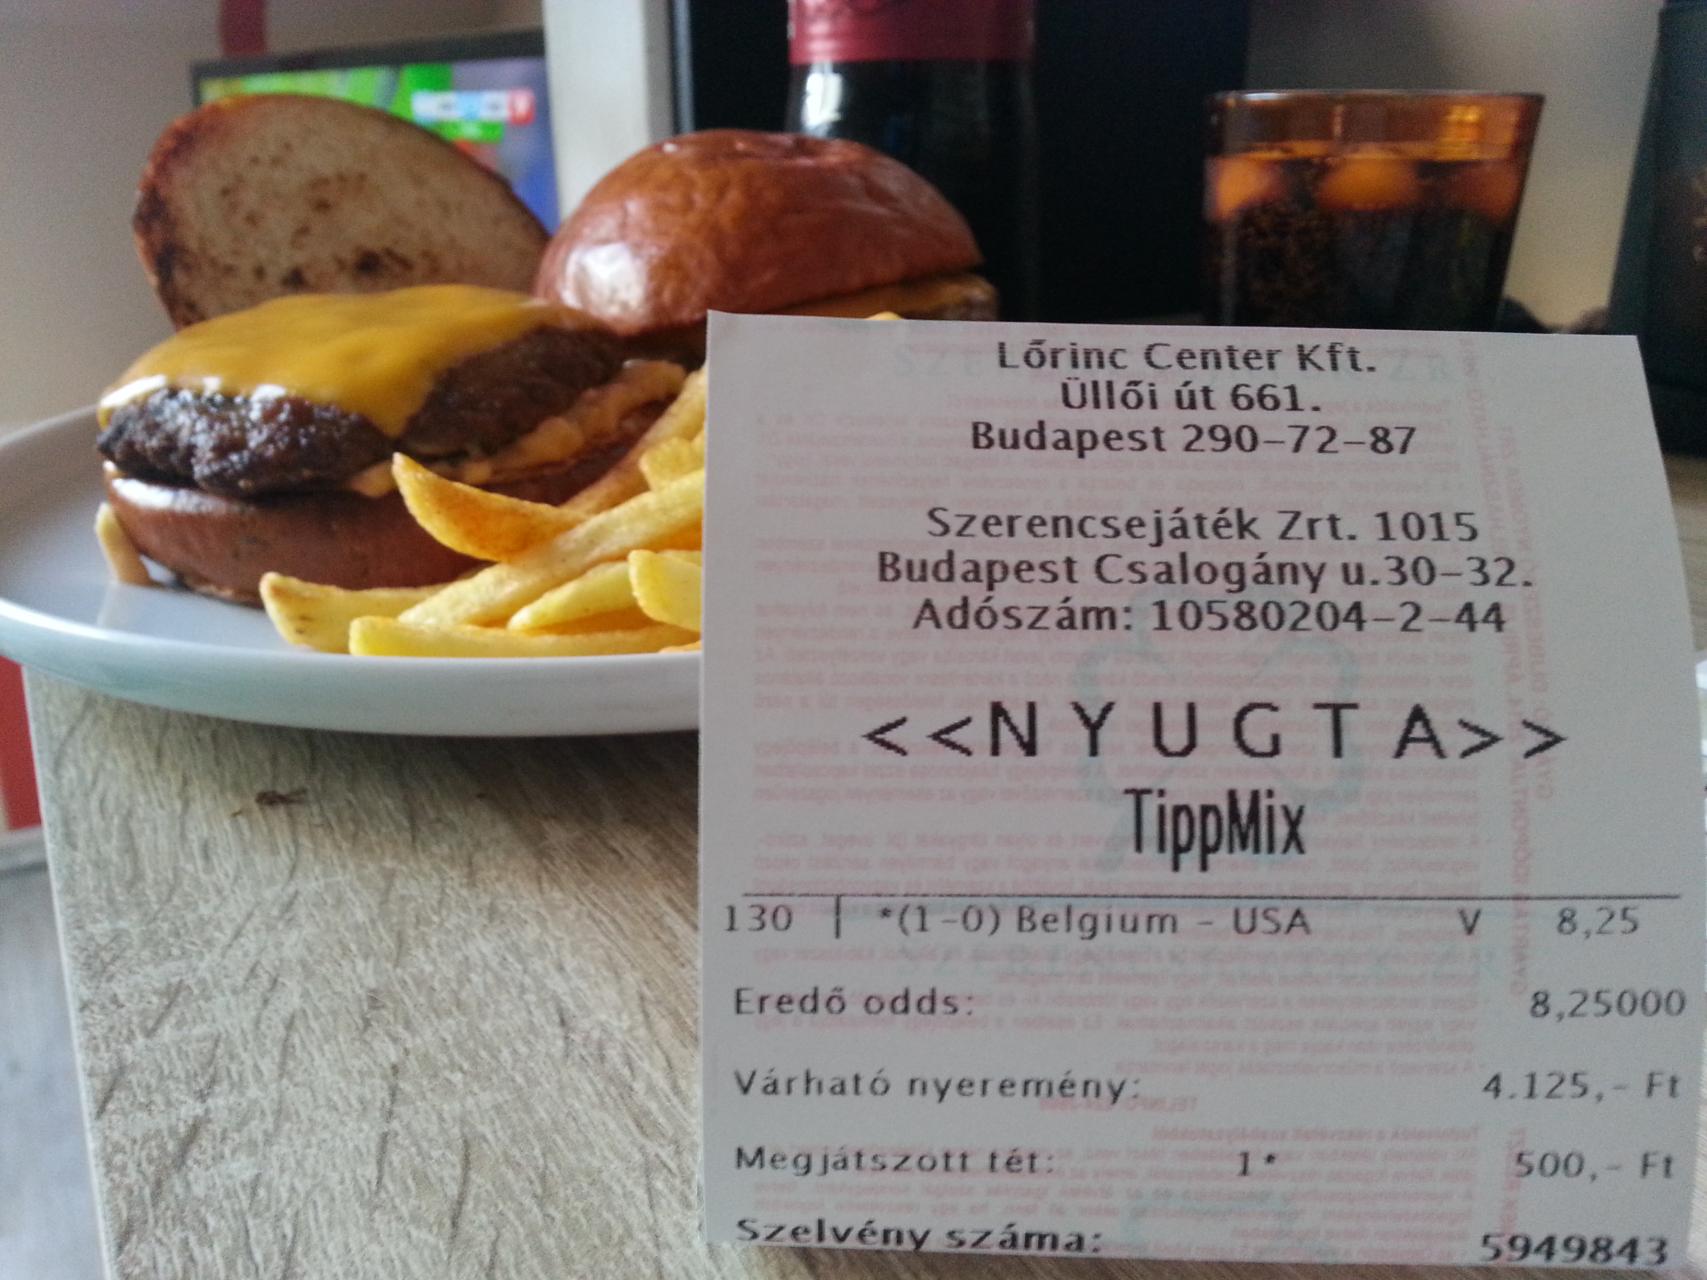 Lőrinc Center Kft.
Üllői út 661.
Budapest 290-72-87
Szerencsejáték Zrt. 1015
Budapest Csalogány u.30-32.
Adószám: 10580204-2-44
<<NYUGTA>>
TippMix
130 | *(1-0) Belgium - USA V 8,25
Eredő odds: 8,25000
Várható nyeremény: 4.125,- Ft
Megjátszott tét: 1* 500,- Ft
Szelvény száma: 5949843